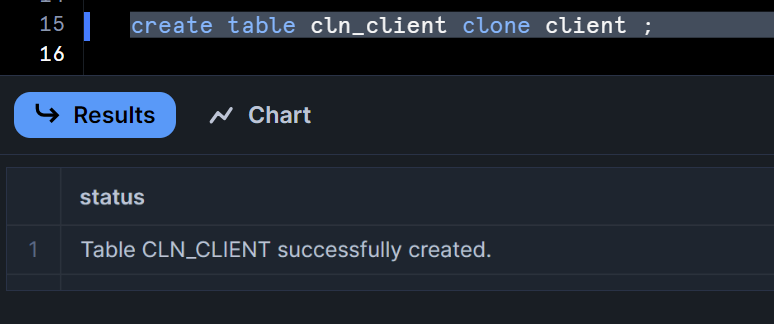 15 create table cln_client clone client ;
16
Results Chart
status
1 Table CLN_CLIENT successfully created.